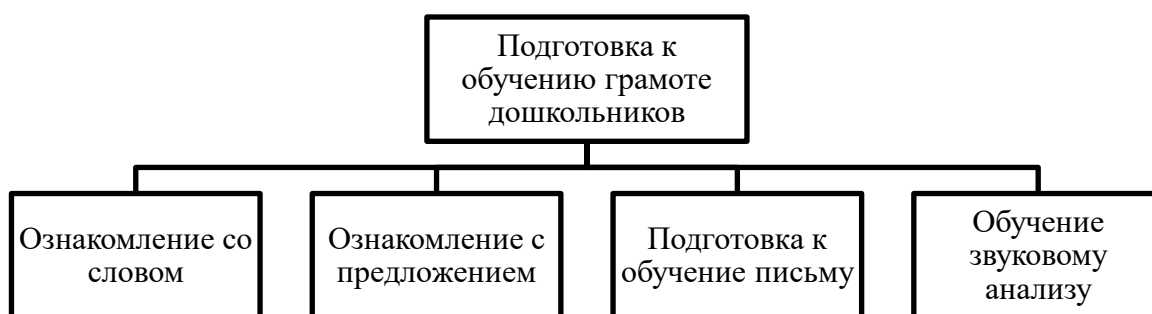 Подготовка к
обучению грамоте
дошкольников
Ознакомление со
словом
Ознакомление с
предложением
Подготовка к
обучение письму
Обучение
звуковому
анализу